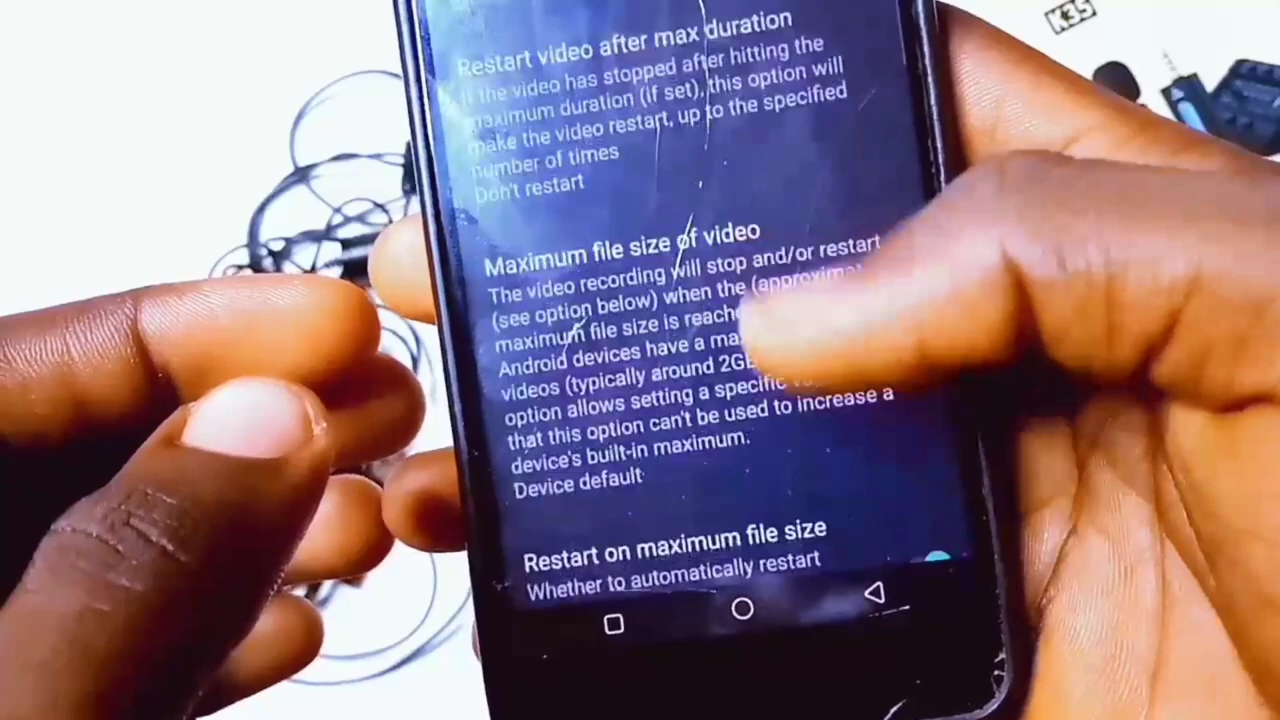 K35
Restart video after max duration
If the video has stopped after hitting the
maximum duration (if set), this option will
make the video restart, up to the specified
number of times
Don't restart
Maximum file size of video
The video recording will stop and/or restart
(see option below) when the
maximum file size is
Android devices have a
videos (typically around
option allows setting a specific
that this option can't be used to increase a
device's built-in maximum.
Device default
Restart on maximum file size
Whether to automatically restart